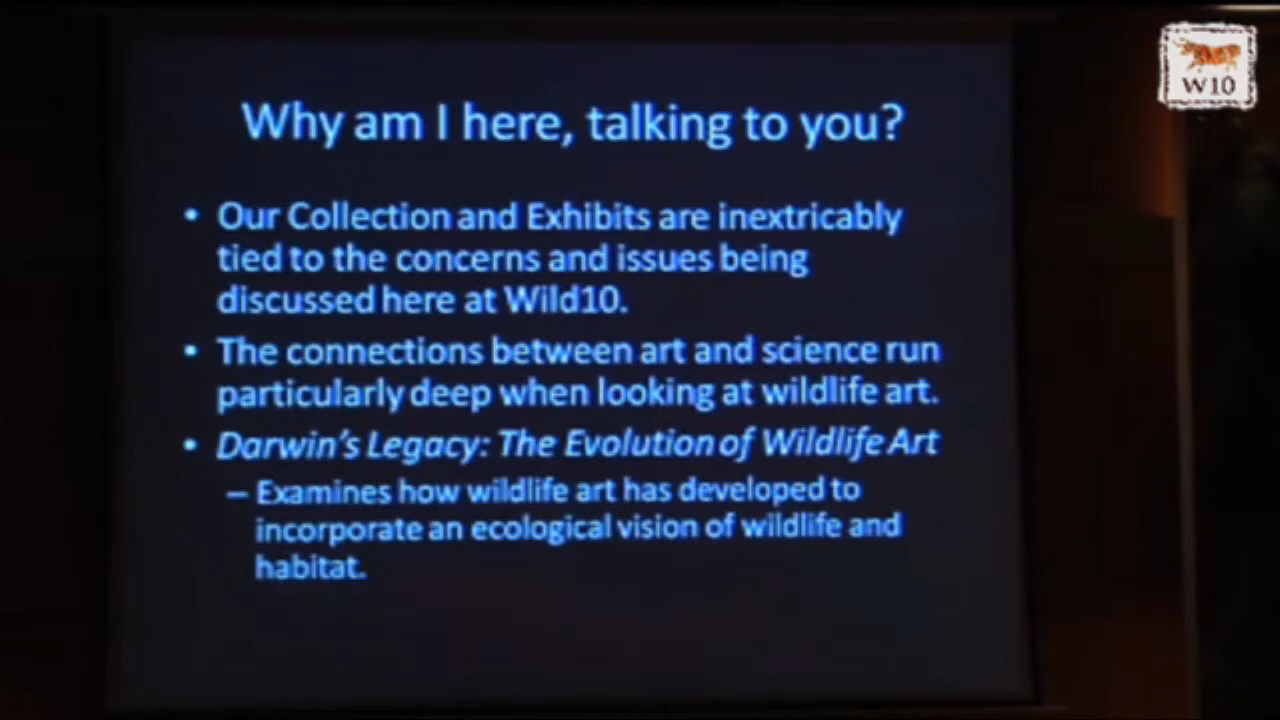 W10
Why am I here, talking to you?
• Our Collection and Exhibits are inextricably
tied to the concerns and issues being
discussed here at Wild10.
• The connections between art and science run
particularly deep when looking at wildlife art.
• Darwin's Legacy: The Evolution of Wildlife Art
– Examines how wildlife art has developed to
incorporate an ecological vision of wildlife and
habitat.